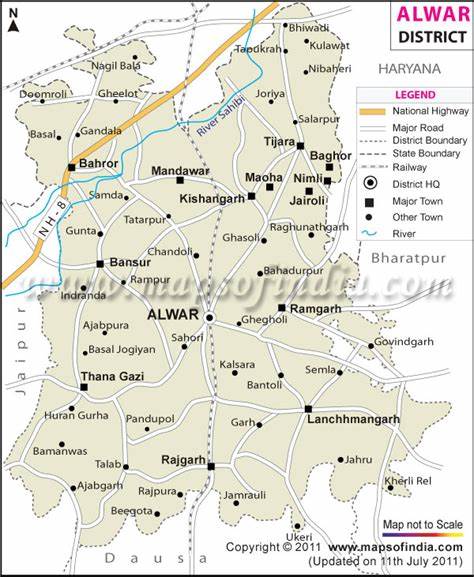 N
ALWAR
DISTRICT
HARYANA
LEGEND
National Highway
Major Road
District Boundary
State Boundary
Railway
District HQ
Major Town
Other Town
River
Bharatpur
Bhiwadi
Kulawat
Tapukrah
Nibaheri
Nagil Bala
Doomroli
Gheelot
Joriya
River Sahibi
Salarpur
Basal
Gandala
Tijara
Baghor
Bahror
Mandawar
Maoha
Nimli
Kishangarh
Jairoli
Samda
NH-8
Tatarpur
Gunta
Raghunathgarh
Ghasoli
Chandoli
Bansur
Rampur
Bahadurpur
www.mapsofindia.com
Indranda
ALWAR
Ramgarh
Ghegholi
Jaipur
Ajabpura
Sahori
Govindgarh
Basal Jogiyan
Kalsara
Semla
Thana Gazi
Bantoli
Huran Gurha
Pandupol
Garh
Lanchhmangarh
Bamanwas
Talab
Rajgarh
Jahru
Ajabgarh
Rajpura
Jamrauli
Kherli Rel
Beegota
Ukeri
Dausa
Map not to Scale
Copyright © 2011 www.mapsofindia.com
(Updated on 11th July 2011)